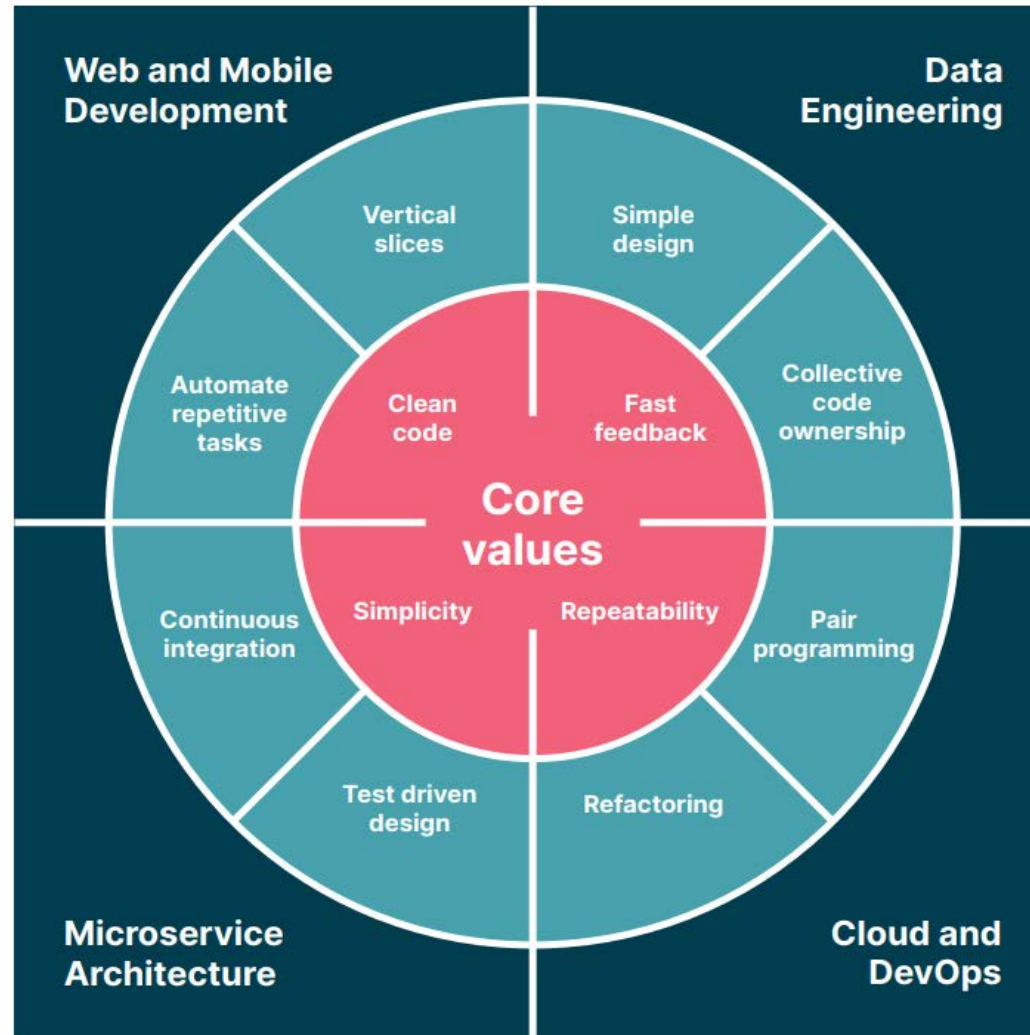 Web and Mobile
Development
Data
Engineering
Vertical
slices
Simple
design
Automate
repetitive
tasks
Collective
code
ownership
Clean
code
Fast
feedback
Core
values
Simplicity
Repeatability
Continuous
integration
Pair
programming
Test driven
design
Refactoring
Microservice
Architecture
Cloud and
DevOps